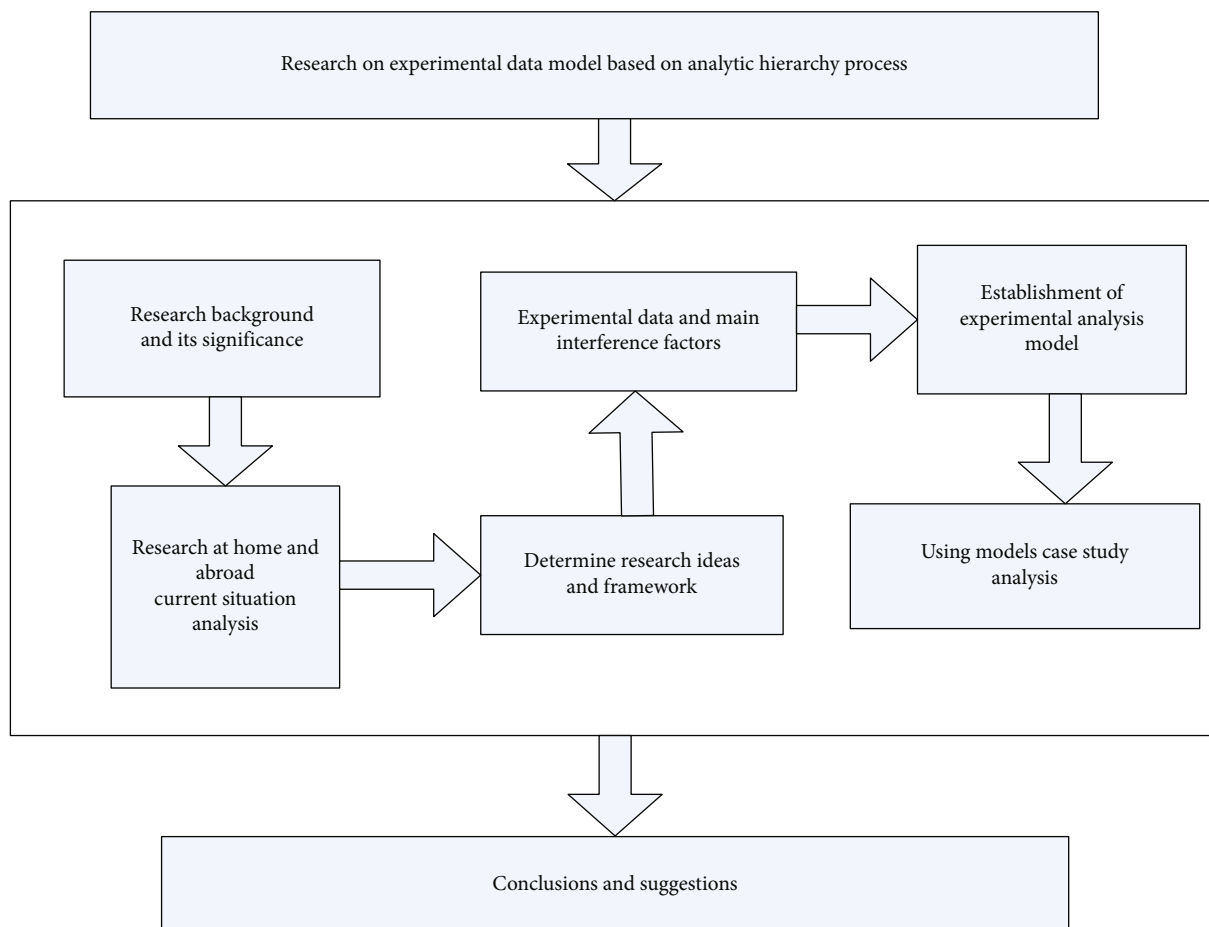 Research on experimental data model based on analytic hierarchy process
Research background
and its significance
Research at home and
abroad
current situation
analysis
Determine research ideas
and framework
Experimental data and main
interference factors
Establishment of
experimental analysis
model
Using models case study
analysis
Conclusions and suggestions